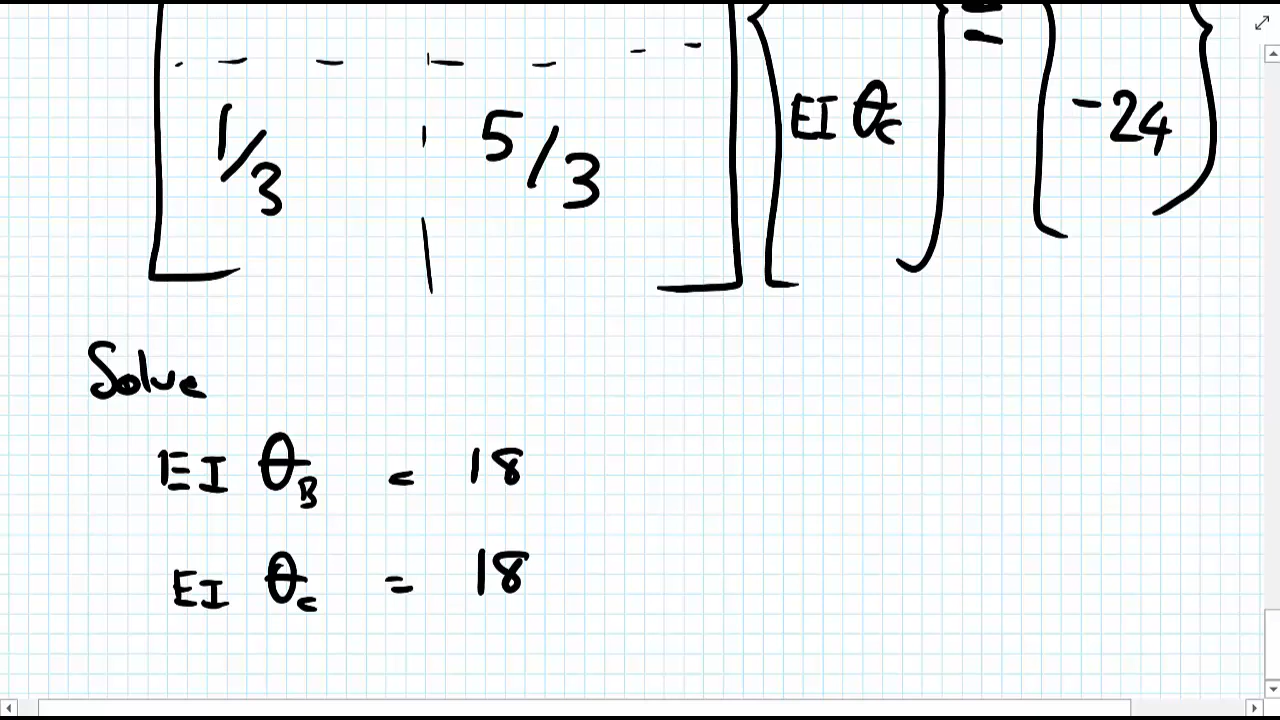 1/3 5/3 EI θc = -24
Solve
EI θB = 18
EI θc = 18